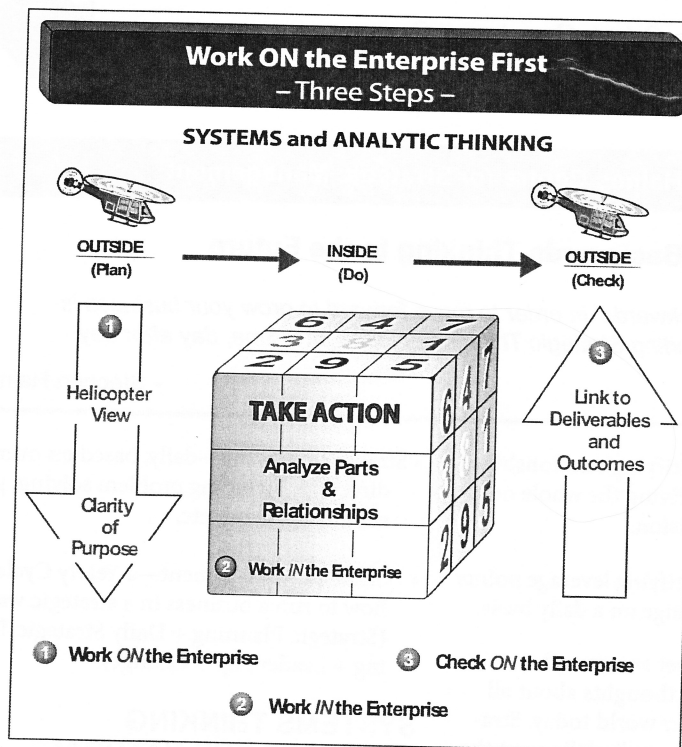 Work ON the Enterprise First
– Three Steps –
SYSTEMS and ANALYTIC THINKING
OUTSIDE
(Plan)
INSIDE
(Do)
OUTSIDE
(Check)
1
Helicopter
View
Clarity
of
Purpose
6 4 7
3 8 1
2 9 5
TAKE ACTION
Analyze Parts
&
Relationships
2 Work IN the Enterprise
6 4 7
3 8 1
2 9 5
3
Link to
Deliverables
and
Outcomes
1 Work ON the Enterprise
3 Check ON the Enterprise
2 Work IN the Enterprise